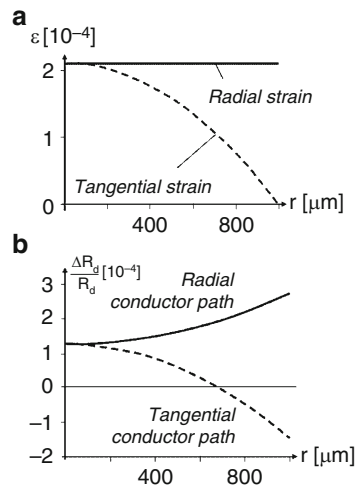 a
ε [10⁻⁴]
2
1
0
Radial strain
Tangential strain
400
800
r [μm]
b
ΔR_d/R_d [10⁻⁴]
3
2
1
0
−1
−2
Radial
conductor path
Tangential
conductor path
400
800
r [μm]